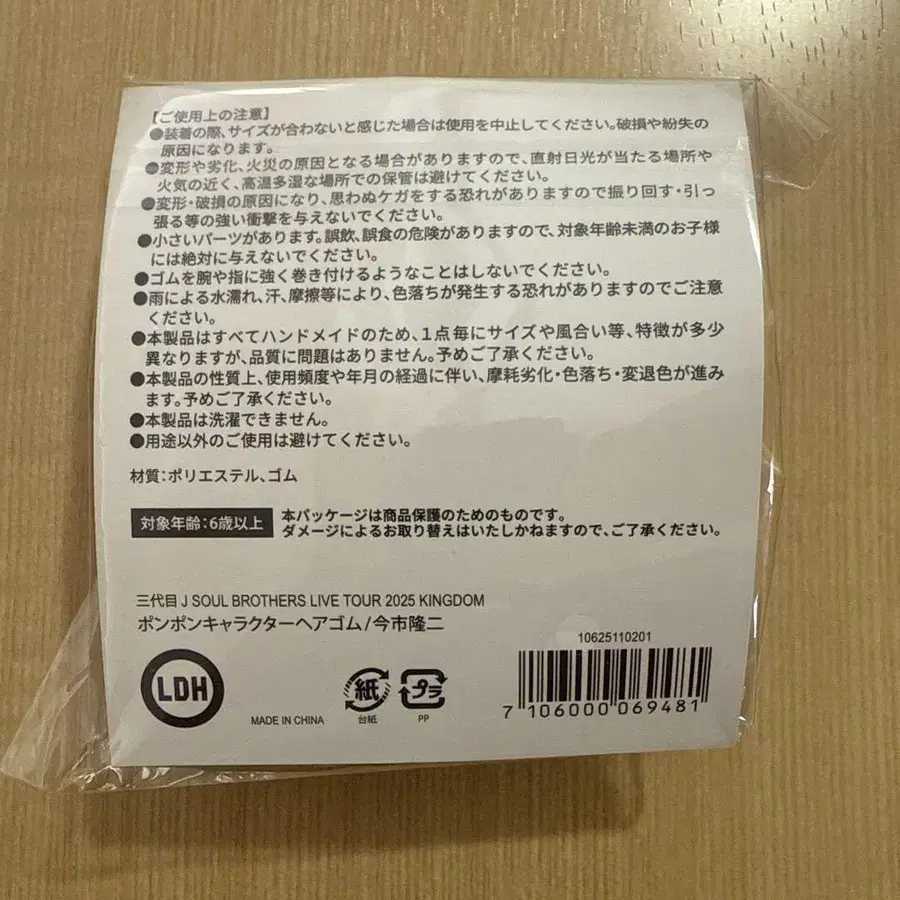 【ご使用上の注意】
●装着の際、サイズが合わないと感じた場合は使用を中止してください。破損や紛失の
原因になります。
●変形や劣化、火災の原因となる場合がありますので、直射日光が当たる場所や
火気の近く、高温多湿な場所での保管は避けてください。
●変形・破損の原因になり、思わぬケガをする恐れがありますので振り回す・引っ
張る等の強い衝撃を与えないでください。
●小さいパーツがあります。誤飲、誤食の危険がありますので、対象年齢未満のお子様
には絶対に与えないでください。
●ゴムを腕や指に強く巻き付けるようなことはしないでください。
●雨による水濡れ、汗、摩擦等により、色落ちが発生する恐れがありますのでご注意
ください。
●本製品はすべてハンドメイドのため、1点毎にサイズや風合い等、特徴が多少
異なりますが、品質に問題はありません。予めご了承ください。
●本製品の性質上、使用頻度や年月の経過に伴い、摩耗劣化・色落ち・変退色が進み
ます。予めご了承ください。
●本製品は洗濯できません。
●用途以外のご使用は避けてください。
材質：ポリエステル、ゴム
対象年齢：6歳以上
本パッケージは商品保護のためのものです。
ダメージによるお取り替えはいたしかねますので、ご了承ください。
三代目 J SOUL BROTHERS LIVE TOUR 2025 KINGDOM
ポンポンキャラクターヘアゴム/今市隆二
LDH
MADE IN CHINA
紙
台紙
プラ
PP
10625110201
7 106000 069481